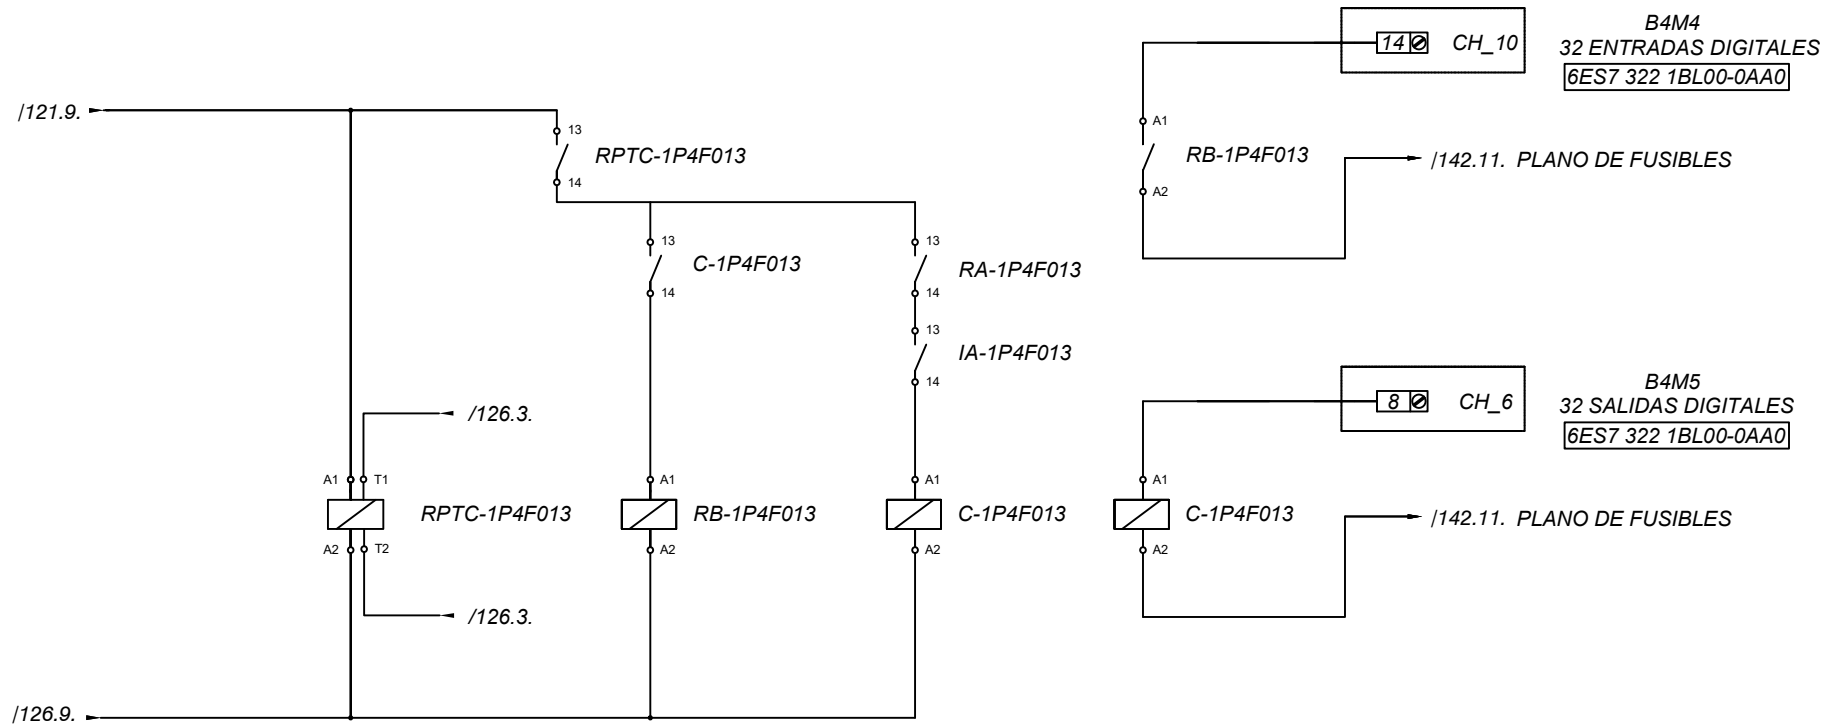 B4M4
14 CH_10
32 ENTRADAS DIGITALES
6ES7 322 1BL00-0AA0
/121.9.
13
RPTC-1P4F013
14
A1
RB-1P4F013
A2
/142.11. PLANO DE FUSIBLES
13
C-1P4F013
14
13
RA-1P4F013
14
13
IA-1P4F013
14
B4M5
8 CH_6
32 SALIDAS DIGITALES
6ES7 322 1BL00-0AA0
/126.3.
A1 T1
RPTC-1P4F013
A2 T2
/126.3.
A1
RB-1P4F013
A2
A1
C-1P4F013
A2
A1
C-1P4F013
A2
/142.11. PLANO DE FUSIBLES
/126.9.